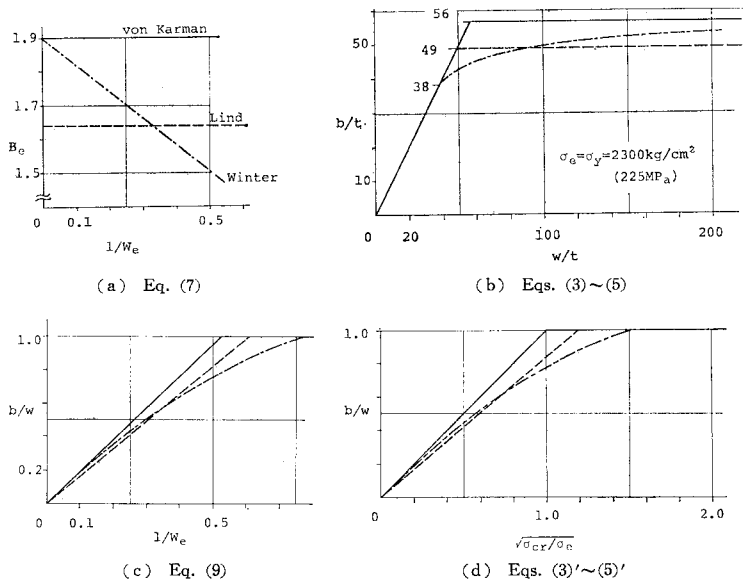 von Karman
1.9
1.7
Lind
B_e
1.5
Winter
0
0.1
0.5
1/W_e
(a) Eq. (7)
56
50
49
38
b/t.
σ_e=σ_y=2300kg/cm²
(225MP_a)
10
0
20
100
200
w/t
(b) Eqs. (3)~(5)
1.0
b/w
0.2
0
0.1
0.5
1/W_e
(c) Eq. (9)
1.0
b/w
0
1.0
2.0
√σ_cr/σ_e
(d) Eqs. (3)′~(5)′